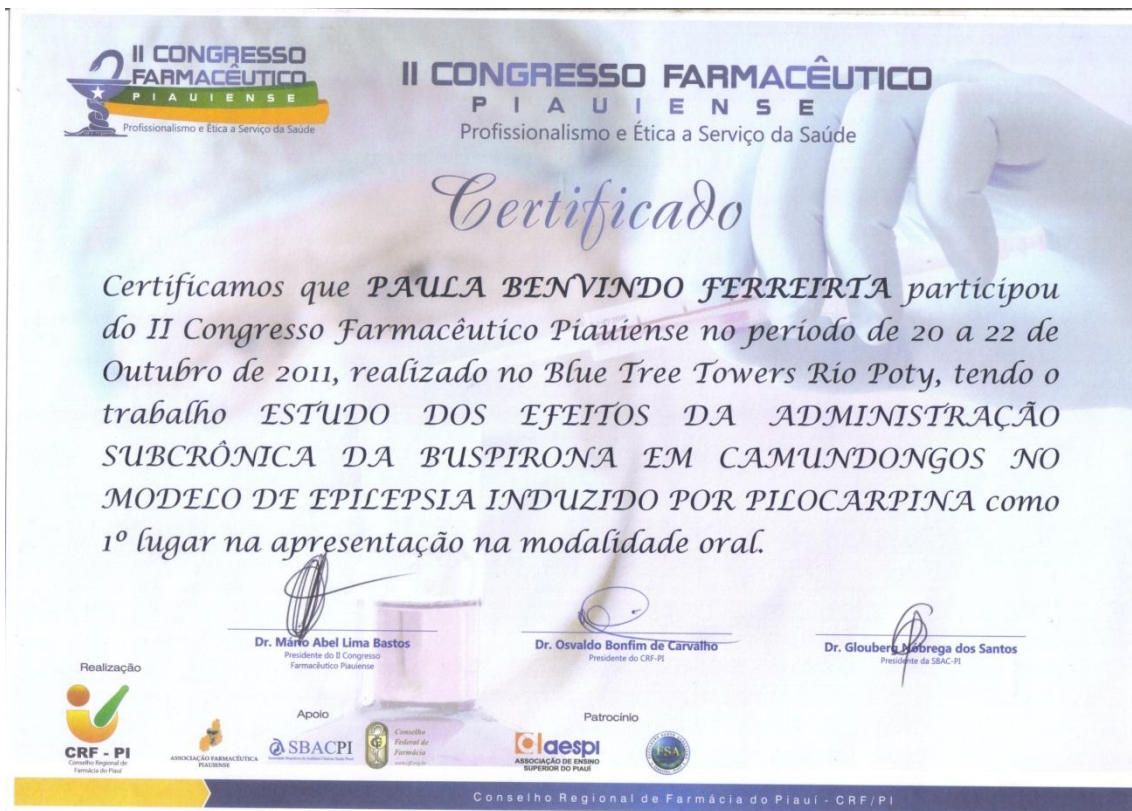 II CONGRESSO
FARMACÊUTICO
PIAUIENSE
Profissionalismo e Ética a Serviço da Saúde
II CONGRESSO FARMACÊUTICO
PIAUIENSE
Profissionalismo e Ética a Serviço da Saúde
Certificado
Certificamos que PAULA BENVINDO FERREIRTA participou
do II Congresso Farmacêutico Piauiense no período de 20 a 22 de
Outubro de 2011, realizado no Blue Tree Towers Rio Poty, tendo o
trabalho ESTUDO DOS EFEITOS DA ADMINISTRAÇÃO
SUBCRÔNICA DA BUSPIRONA EM CAMUNDONGOS NO
MODELO DE EPILEPSIA INDUZIDO POR PILOCARPINA como
1º lugar na apresentação na modalidade oral.
Dr. Mário Abel Lima Bastos
Presidente do II Congresso
Farmacêutico Piauiense
Dr. Osvaldo Bonfim de Carvalho
Presidente do CRF-PI
Dr. Glouberg Nobrega dos Santos
Presidente da SBAC-PI
Realização
CRF - PI
Conselho Regional de
Farmácia do Piauí
Apoio
ASSOCIAÇÃO FARMACÊUTICA
PIAUIENSE
SBACPI
Conselho
Federal de
Farmácia
Patrocínio
aespi
ASSOCIAÇÃO DE ENSINO
SUPERIOR DO PIAUÍ
FSA
Conselho Regional de Farmácia do Piauí - CRF/PI